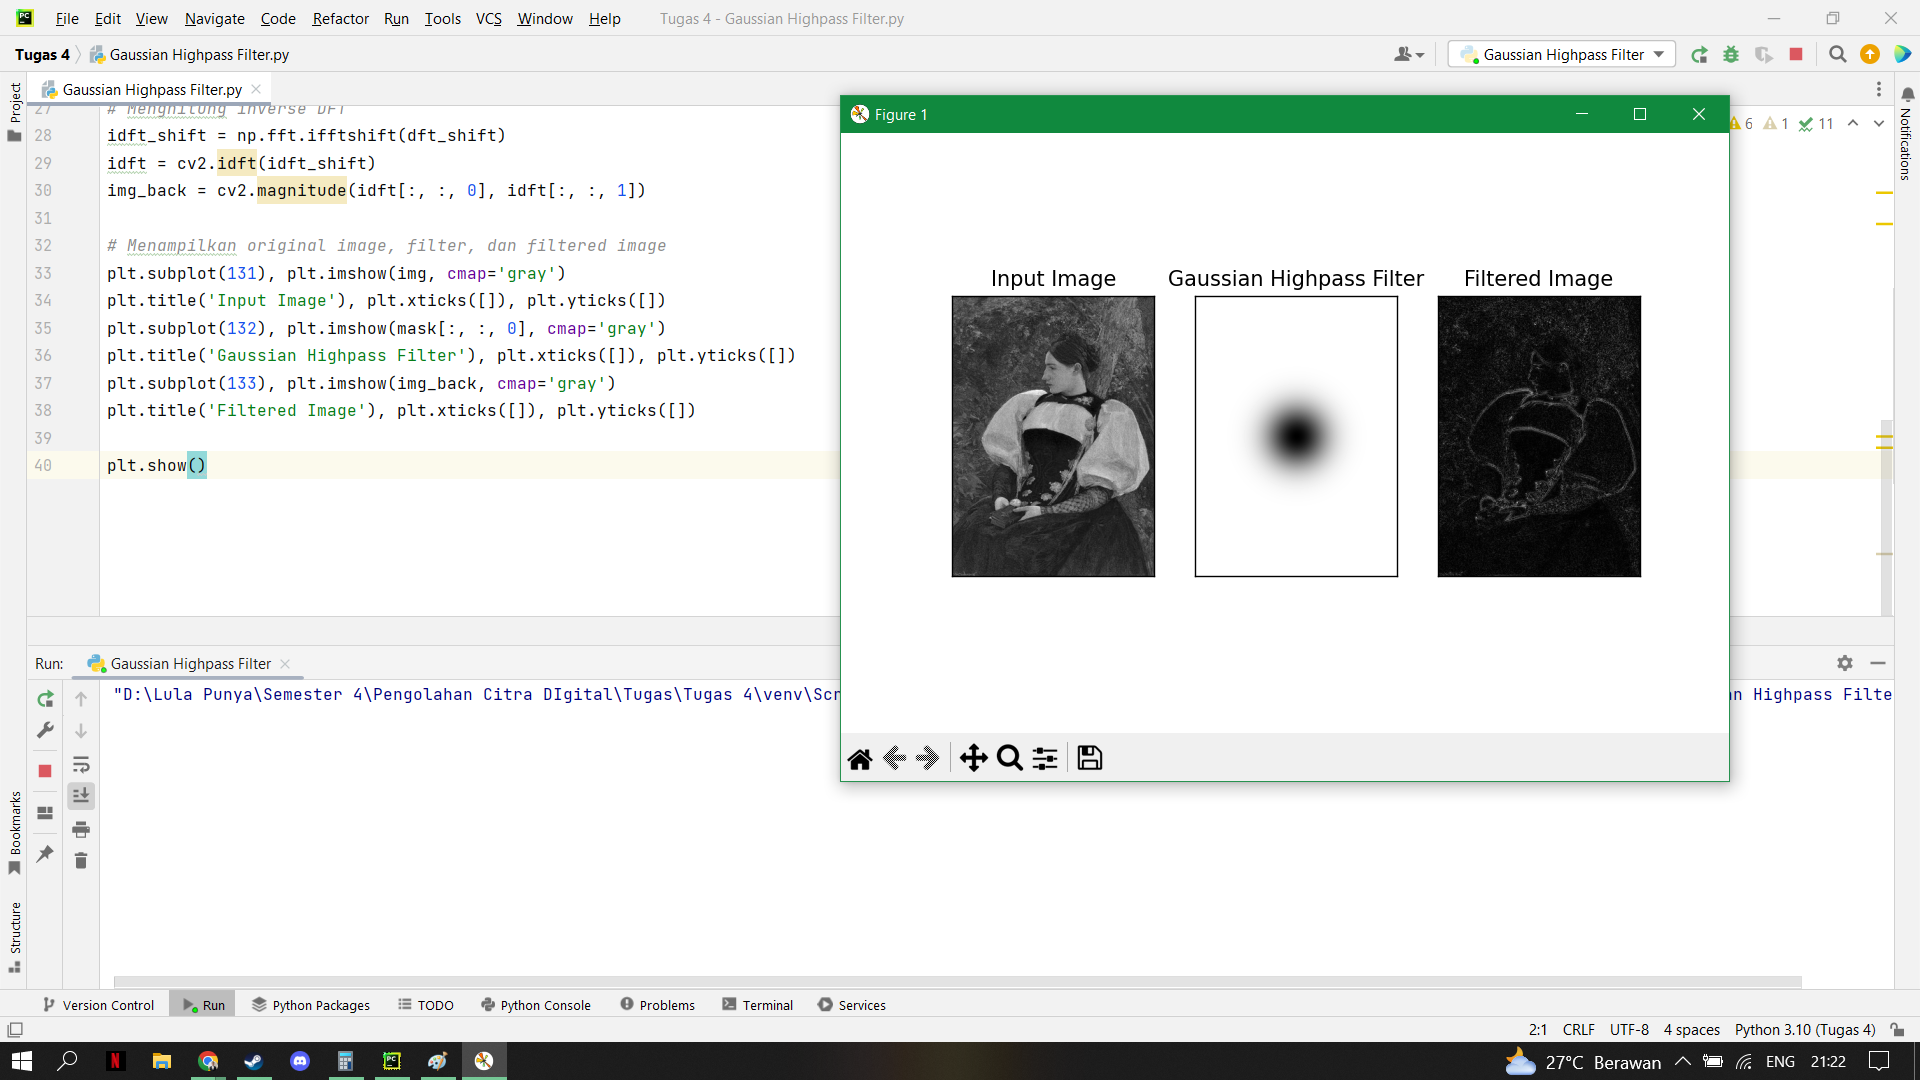 File Edit View Navigate Code Refactor Run Tools VCS Window Help Tugas 4 - Gaussian Highpass Filter.py
Tugas 4 Gaussian Highpass Filter.py Gaussian Highpass Filter
Gaussian Highpass Filter.py
Project
Notifications
6 1 11
27 # Menghitung inverse DFT
28 idft_shift = np.fft.ifftshift(dft_shift)
29 idft = cv2.idft(idft_shift)
30 img_back = cv2.magnitude(idft[:, :, 0], idft[:, :, 1])
31
32 # Menampilkan original image, filter, dan filtered image
33 plt.subplot(131), plt.imshow(img, cmap='gray')
34 plt.title('Input Image'), plt.xticks([]), plt.yticks([])
35 plt.subplot(132), plt.imshow(mask[:, :, 0], cmap='gray')
36 plt.title('Gaussian Highpass Filter'), plt.xticks([]), plt.yticks([])
37 plt.subplot(133), plt.imshow(img_back, cmap='gray')
38 plt.title('Filtered Image'), plt.xticks([]), plt.yticks([])
39
40 plt.show()
Figure 1
Input Image Gaussian Highpass Filter Filtered Image
Run: Gaussian Highpass Filter
"D:\Lula Punya\Semester 4\Pengolahan Citra DIgital\Tugas\Tugas 4\venv\Scr
Highpass Filte
Bookmarks
Structure
Version Control Run Python Packages TODO Python Console Problems Terminal Services
2:1 CRLF UTF-8 4 spaces Python 3.10 (Tugas 4)
27°C Berawan ENG 21:22